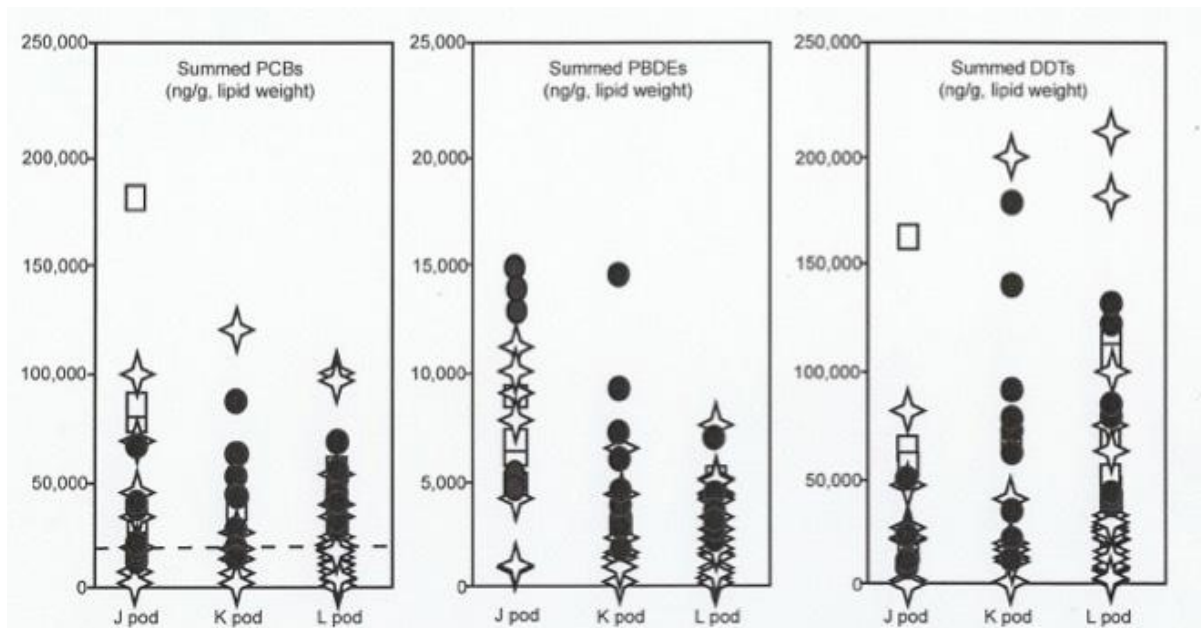 Summed PCBs
(ng/g, lipid weight)
250,000
200,000
150,000
100,000
50,000
0
J pod K pod L pod
Summed PBDEs
(ng/g, lipid weight)
25,000
20,000
15,000
10,000
5,000
0
J pod K pod L pod
Summed DDTs
(ng/g, lipid weight)
250,000
200,000
150,000
100,000
50,000
0
J pod K pod L pod